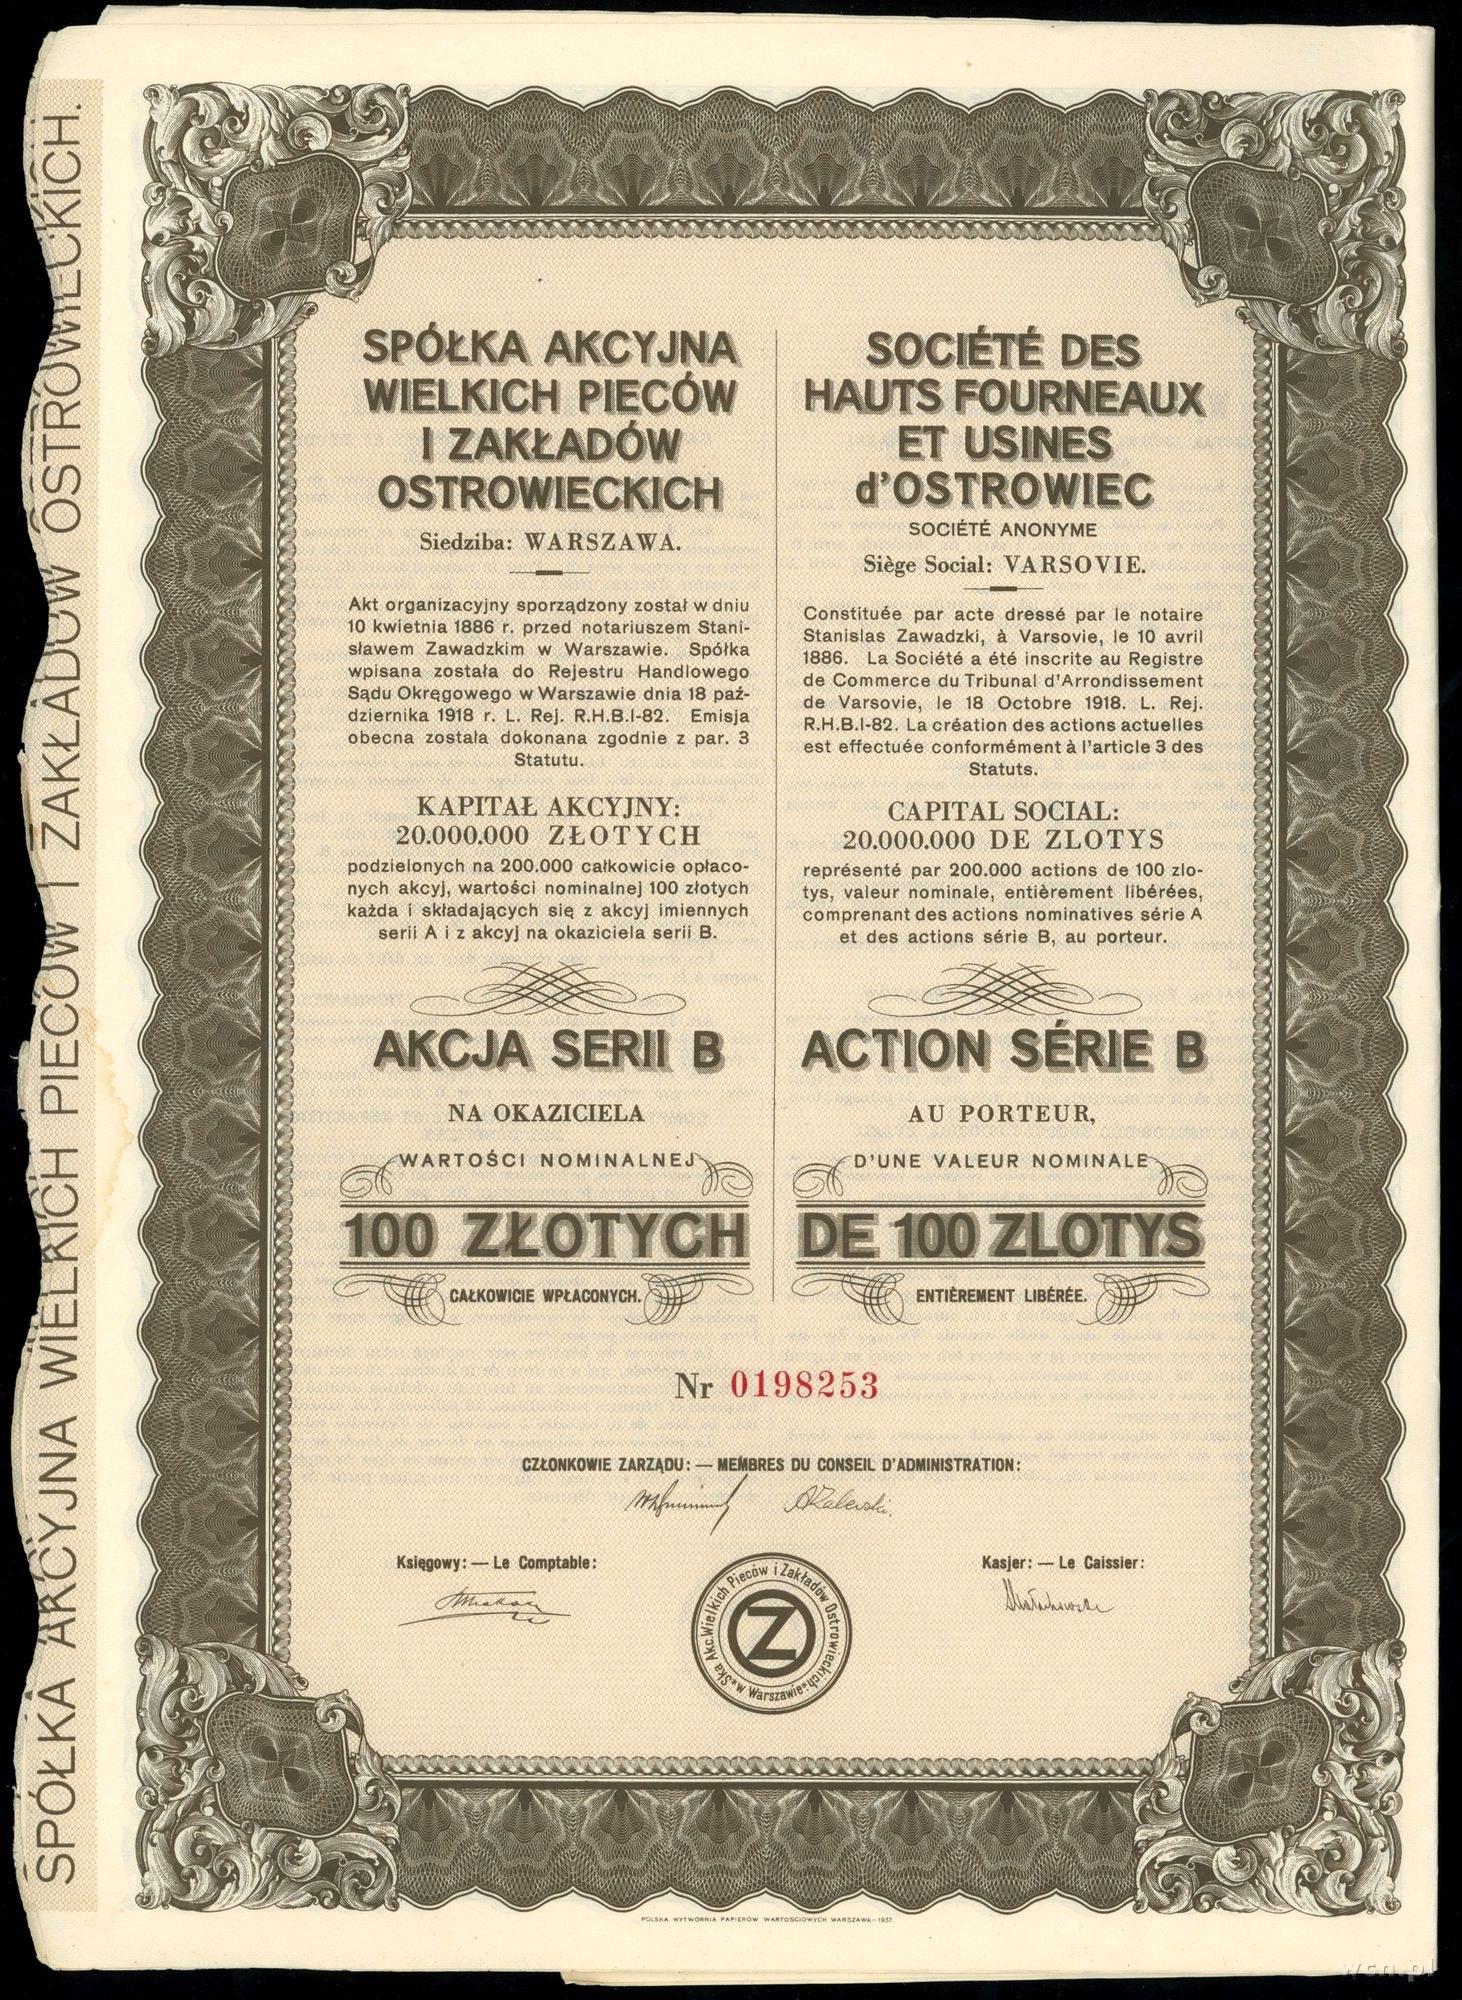 SPÓŁKA AKCYJNA WIELKICH PIECÓW I ZAKŁADÓW OSTROWIECKICH.
SPÓŁKA AKCYJNA
WIELKICH PIECÓW
I ZAKŁADÓW
OSTROWIECKICH
Siedziba: WARSZAWA.
Akt organizacyjny sporządzony został w dniu
10 kwietnia 1886 r. przed notariuszem Stani-
sławem Zawadzkim w Warszawie. Spółka
wpisana została do Rejestru Handlowego
Sądu Okręgowego w Warszawie dnia 18 paź-
dziernika 1918 r. L. Rej. R.H.B.I-82. Emisja
obecna została dokonana zgodnie z par. 3
Statutu.
KAPITAŁ AKCYJNY:
20.000.000 ZŁOTYCH
podzielonych na 200.000 całkowicie opłaco-
nych akcyj, wartości nominalnej 100 złotych
każda i składających się z akcyj imiennych
serii A i z akcyj na okaziciela serii B.
AKCJA SERII B
NA OKAZICIELA
WARTOŚCI NOMINALNEJ
100 ZŁOTYCH
CAŁKOWICIE WPŁACONYCH.
SOCIÉTÉ DES
HAUTS FOURNEAUX
ET USINES
d'OSTROWIEC
SOCIÉTÉ ANONYME
Siège Social: VARSOVIE.
Constituée par acte dressé par le notaire
Stanislas Zawadzki, à Varsovie, le 10 avril
1886. La Société a été inscrite au Registre
de Commerce du Tribunal d'Arrondissement
de Varsovie, le 18 Octobre 1918. L. Rej.
R.H.B.I-82. La création des actions actuelles
est effectuée conformément à l'article 3 des
Statuts.
CAPITAL SOCIAL:
20.000.000 DE ZLOTYS
représenté par 200.000 actions de 100 zlo-
tys, valeur nominale, entièrement libérées,
comprenant des actions nominatives série A
et des actions série B, au porteur.
ACTION SÉRIE B
AU PORTEUR,
D'UNE VALEUR NOMINALE
DE 100 ZLOTYS
ENTIÈREMENT LIBÉRÉE.
Nr 0198253
CZŁONKOWIE ZARZĄDU: — MEMBRES DU CONSEIL D'ADMINISTRATION:
AZalewski.
Księgowy: — Le Comptable:
Kasjer: — Le Caissier:
Ska Akc. Wielkich Pieców i Zakładów Ostrowieckich * w Warszawie *
Z
POLSKA WYTWÓRNIA PAPIERÓW WARTOŚCIOWYCH WARSZAWA—1937.
wcn.pl